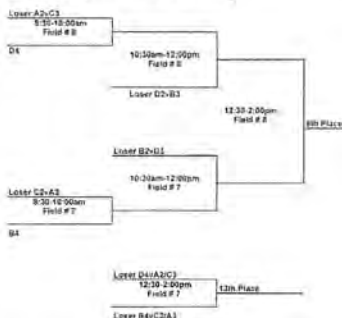 Loser A2vC3
8:30-10:00am
Field # 8
D4
10:30am-12:00pm
Field # 8
Loser D2vB3
12:30-2:00pm
Field # 8
9th Place
Loser B2vD3
10:30am-12:00pm
Field # 7
Loser C2vA3
8:30-10:00am
Field # 7
B4
Loser D4vA2/C3
12:30-2:00pm
Field # 7
13th Place
Loser B4vC2/A3